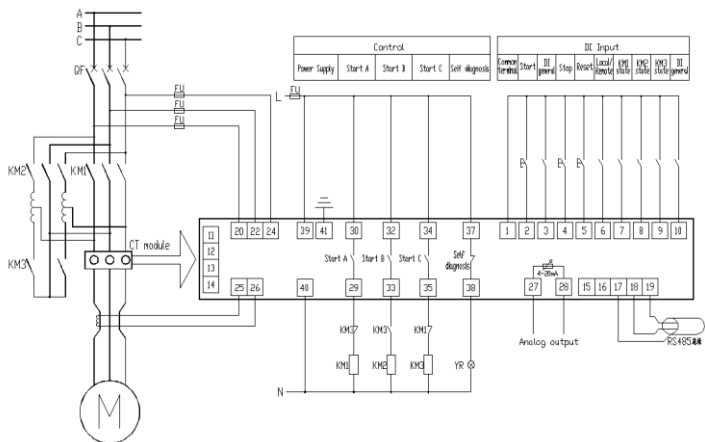 A
B
C
QF
FU
FU
FU
L
FU
Control
Power Supply Start A Start B Start C Self diagnosis
DI Input
Common terminal Start DI general Stop Reset Local/Remote KM1 state KM2 state KM3 state DI general
KM2
KM1
KM3
CT module
11
12
13
14
20 22 24 39 41 30 32 34 37 1 2 3 4 5 6 7 8 9 10
Start A Start B Start C Self diagnosis
4-20mA
25 26 40 29 33 35 38 27 28 15 16 17 18 19
Analog output
RS485
KM3 KM3 KM1
KM1 KM2 KM3 YR
N
M